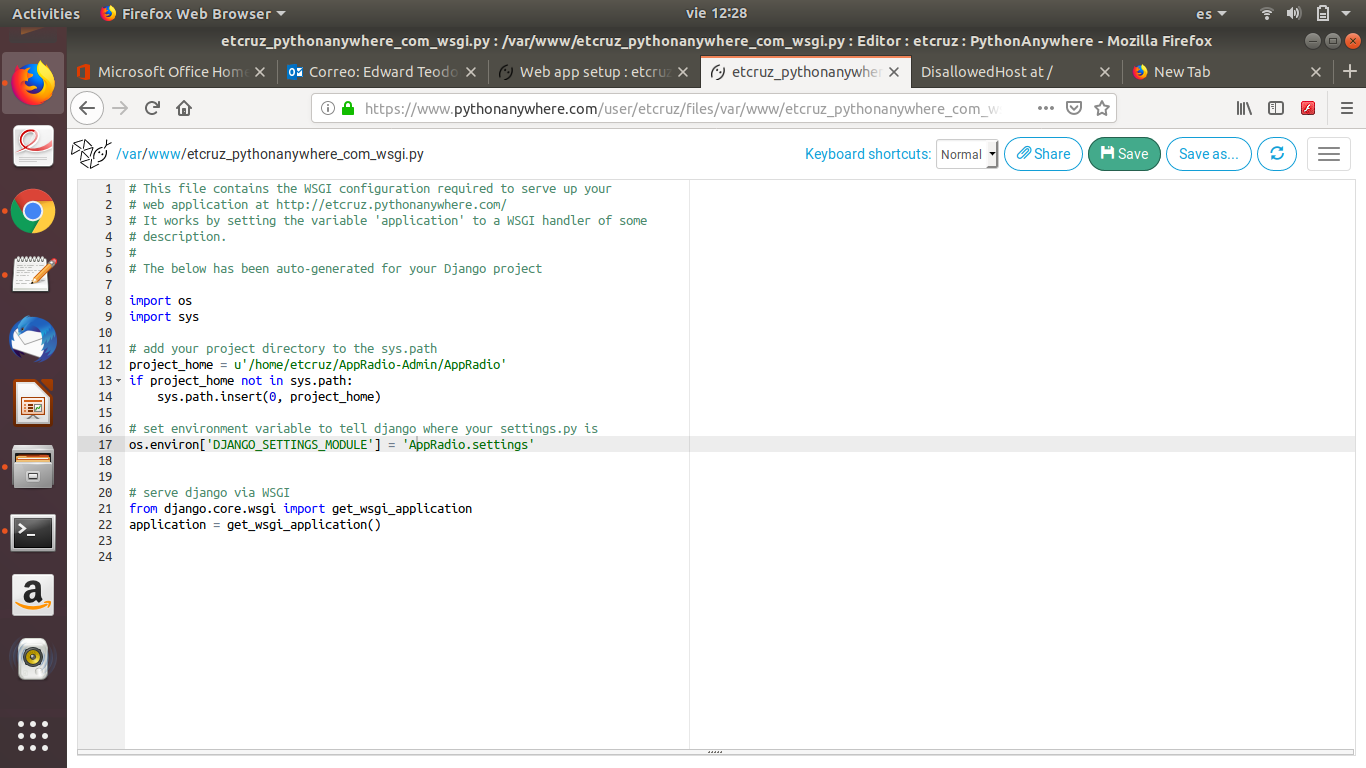 Activities Firefox Web Browser vie 12:28 es
etcruz_pythonanywhere_com_wsgi.py : /var/www/etcruz_pythonanywhere_com_wsgi.py : Editor : etcruz : PythonAnywhere - Mozilla Firefox
Microsoft Office Home Correo: Edward Teodo Web app setup : etcruz etcruz_pythonanywhere DisallowedHost at / New Tab
https://www.pythonanywhere.com/user/etcruz/files/var/www/etcruz_pythonanywhere_com_w
/var/www/etcruz_pythonanywhere_com_wsgi.py Keyboard shortcuts: Normal Share Save Save as...
1 # This file contains the WSGI configuration required to serve up your
2 # web application at http://etcruz.pythonanywhere.com/
3 # It works by setting the variable 'application' to a WSGI handler of some
4 # description.
5 #
6 # The below has been auto-generated for your Django project
7
8 import os
9 import sys
10
11 # add your project directory to the sys.path
12 project_home = u'/home/etcruz/AppRadio-Admin/AppRadio'
13 if project_home not in sys.path:
14 sys.path.insert(0, project_home)
15
16 # set environment variable to tell django where your settings.py is
17 os.environ['DJANGO_SETTINGS_MODULE'] = 'AppRadio.settings'
18
19
20 # serve django via WSGI
21 from django.core.wsgi import get_wsgi_application
22 application = get_wsgi_application()
23
24